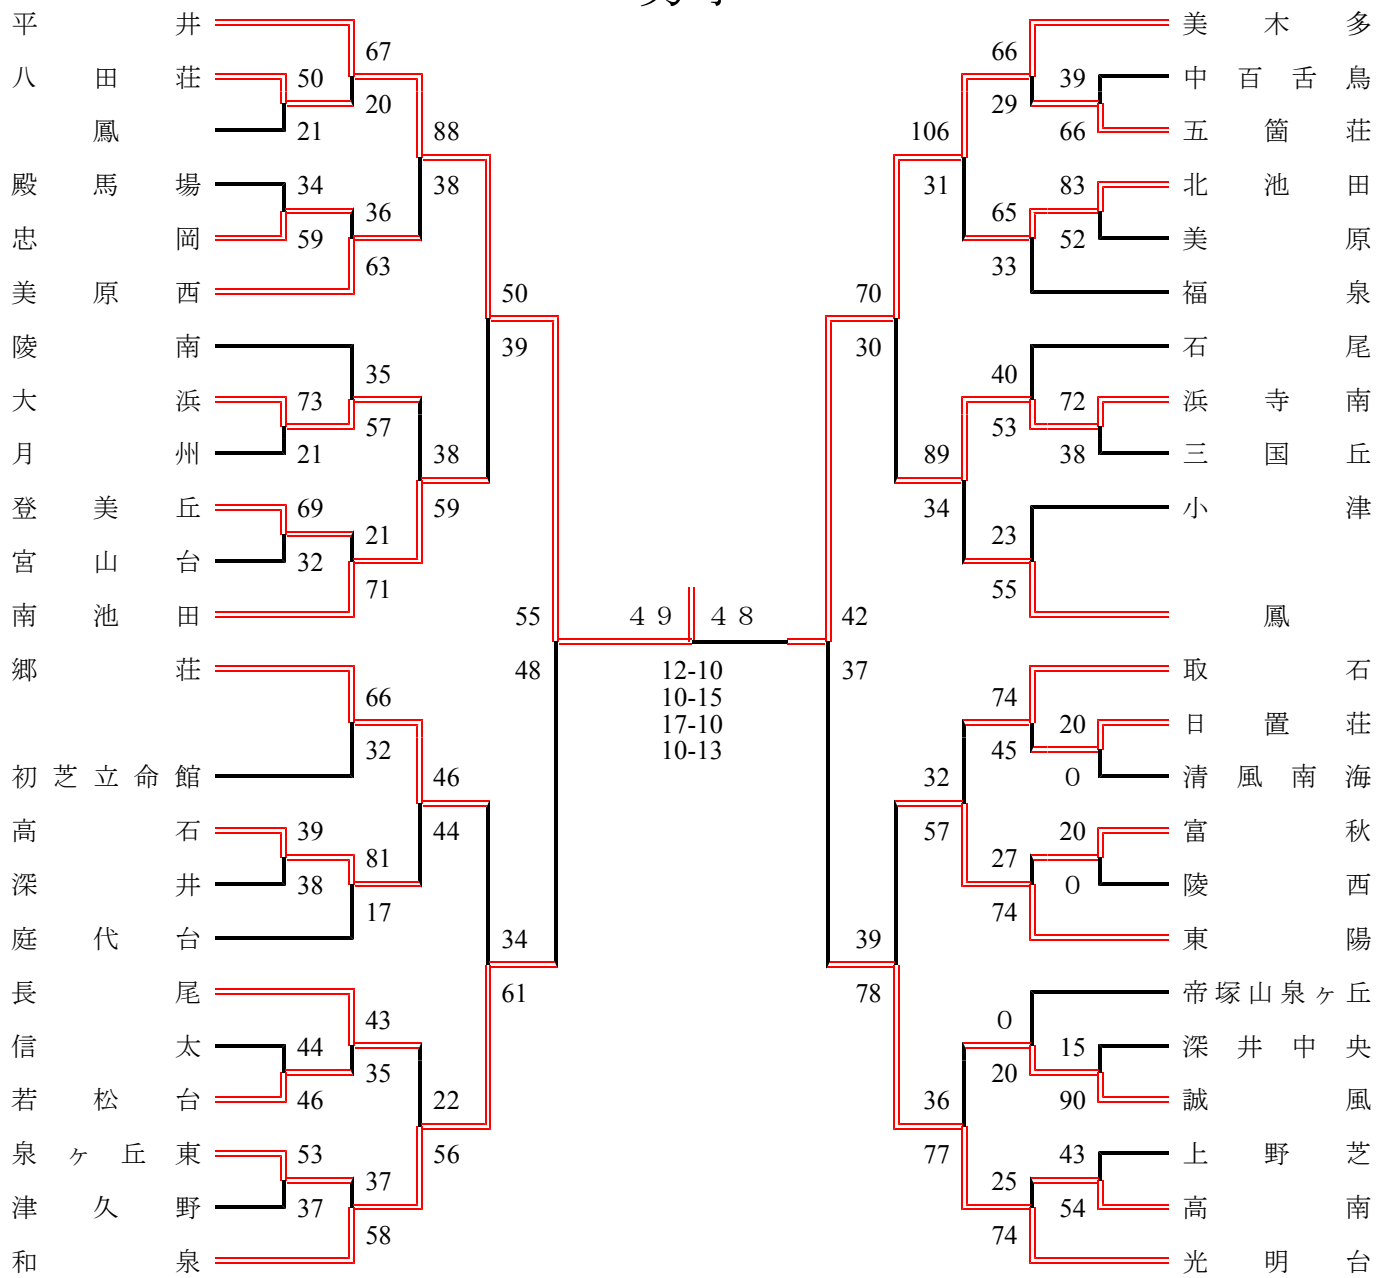 平井
八田荘
鳳
殿馬場
忠岡
美原西
陵南
大浜
月州
登美丘
宮山台
南池田
郷荘
初芝立命館
高石
深井
庭代台
長尾
信太
若松台
泉ヶ丘東
津久野
和泉
67
50
20
21
88
34
38
36
59
63
50
39
35
73
57
21
38
69
59
21
32
71
55
48
66
32
46
39
44
81
38
17
34
61
43
44
35
46
22
53
56
37
37
58
49 48
12-10
10-15
17-10
10-13
66
39
29
66
106
31
83
65
52
33
70
30
40
72
53
38
89
34
23
55
42
37
74
20
45
0
32
20
57
27
0
74
39
78
0
15
20
90
36
43
77
25
54
74
美木多
中百舌鳥
五箇荘
北池田
美原
福泉
石尾
浜寺南
三国丘
小津
鳳
取石
日置荘
清風南海
富秋
陵西
東陽
帝塚山泉ヶ丘
深井中央
誠風
上野芝
高南
光明台